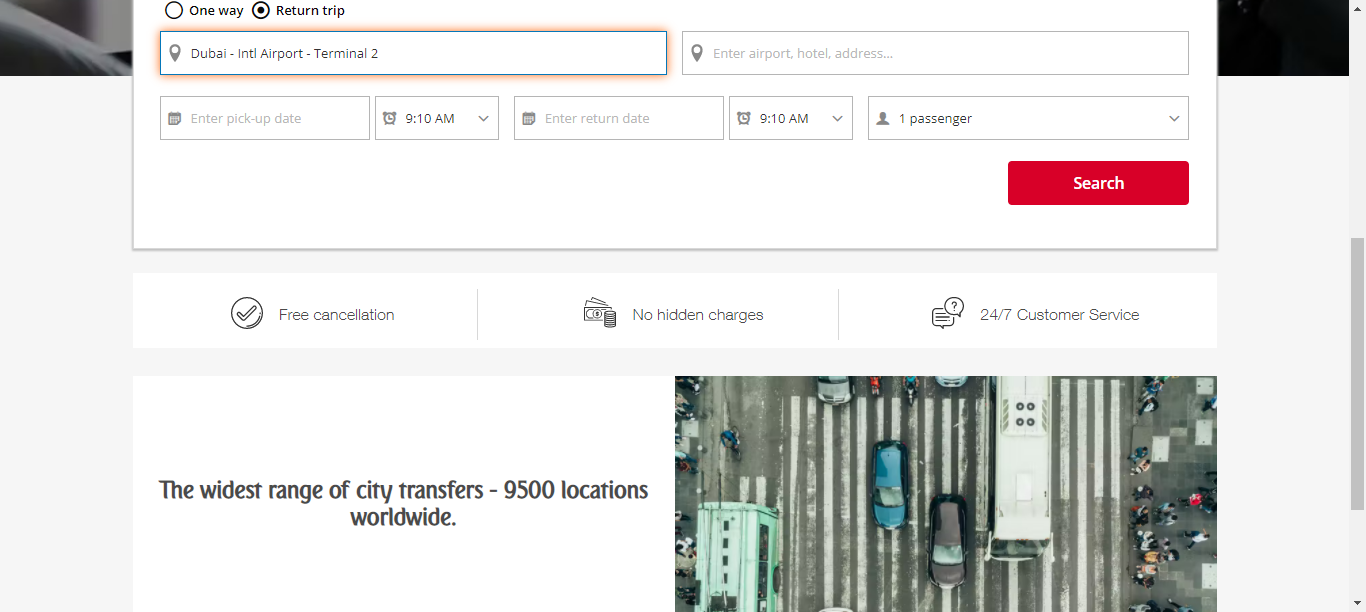 One way Return trip
Dubai - Intl Airport - Terminal 2 Enter airport, hotel, address...
Enter pick-up date 9:10 AM Enter return date 9:10 AM 1 passenger
Search
Free cancellation No hidden charges 24/7 Customer Service
The widest range of city transfers - 9500 locations
worldwide.